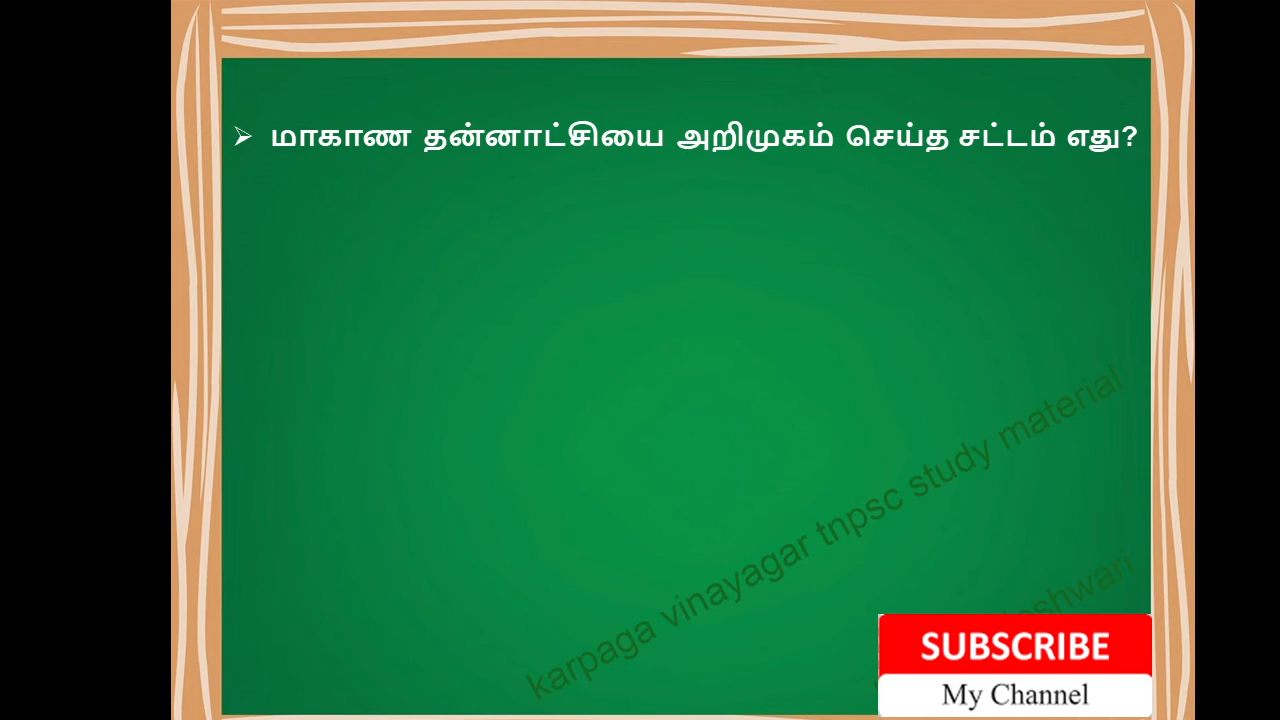 மாகாண தன்னாட்சியை அறிமுகம் செய்த சட்டம் எது?
karpaga vinayagar tnpsc study material
SUBSCRIBE
My Channel